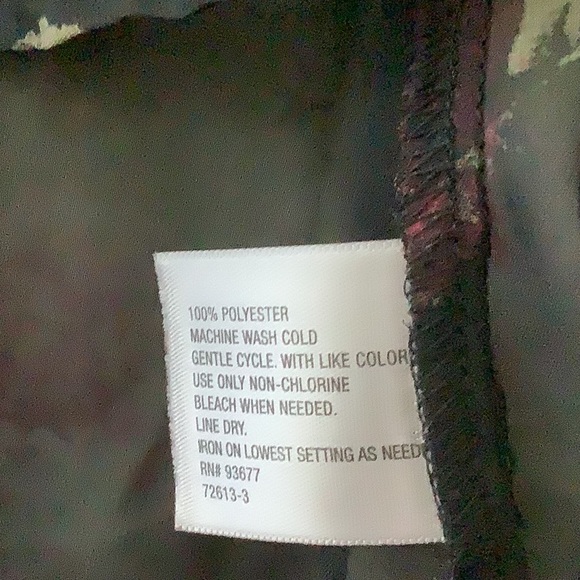 100% POLYESTER
MACHINE WASH COLD
GENTLE CYCLE. WITH LIKE COLOR
USE ONLY NON-CHLORINE
BLEACH WHEN NEEDED.
LINE DRY.
IRON ON LOWEST SETTING AS NEED
RN# 93677
72613-3